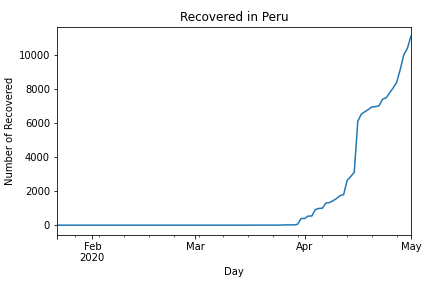 Recovered in Peru
Number of Recovered
10000
8000
6000
4000
2000
0
Feb
2020
Mar
Apr
May
Day